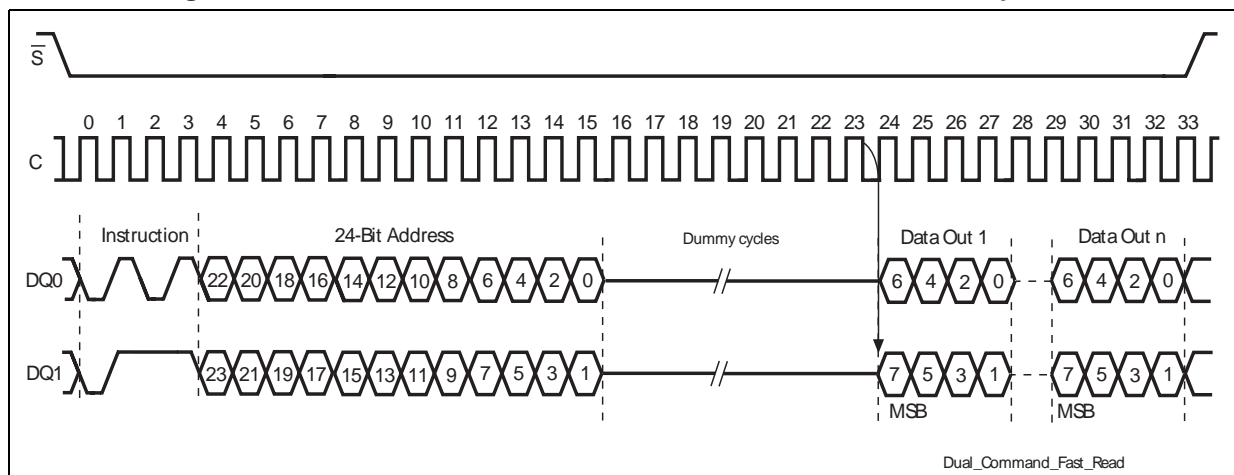 S
0 1 2 3 4 5 6 7 8 9 10 11 12 13 14 15 16 17 18 19 20 21 22 23 24 25 26 27 28 29 30 31 32 33
C
Instruction 24-Bit Address Dummy cycles Data Out 1 Data Out n
DQ0 22 20 18 16 14 12 10 8 6 4 2 0 6 4 2 0 6 4 2 0
DQ1 23 21 19 17 15 13 11 9 7 5 3 1 7 5 3 1 7 5 3 1
MSB MSB
Dual_Command_Fast_Read